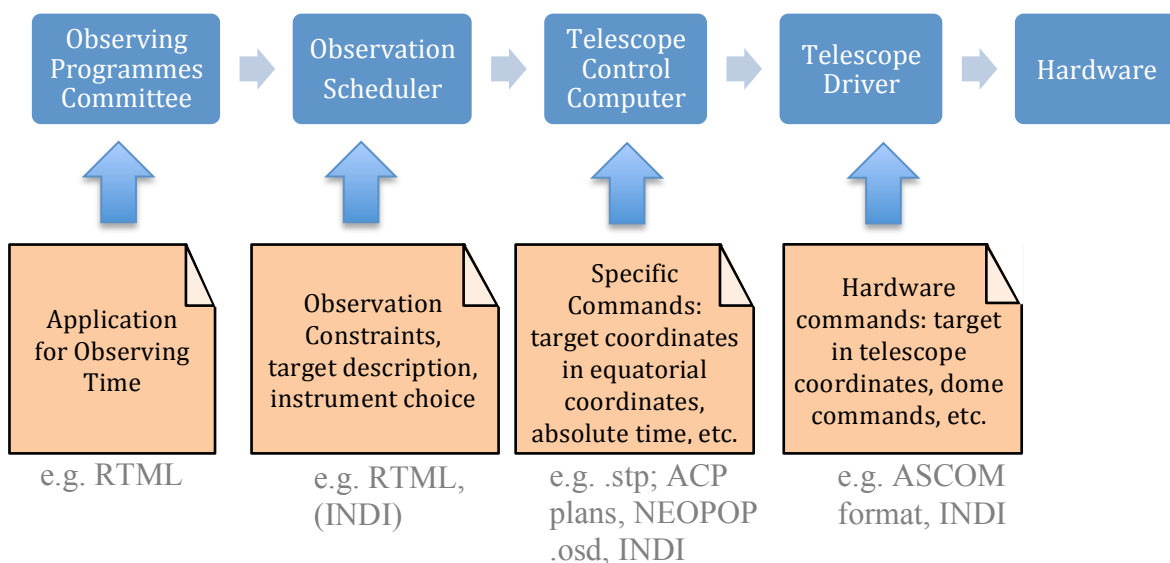 Observing
Programmes
Committee
Observation
Scheduler
Telescope
Control
Computer
Telescope
Driver
Hardware
Application
for Observing
Time
Observation
Constraints,
target description,
instrument choice
Specific
Commands:
target coordinates
in equatorial
coordinates,
absolute time, etc.
Hardware
commands: target
in telescope
coordinates, dome
commands, etc.
e.g. RTML
e.g. RTML,
(INDI)
e.g. .stp; ACP
plans, NEOPOP
.osd, INDI
e.g. ASCOM
format, INDI